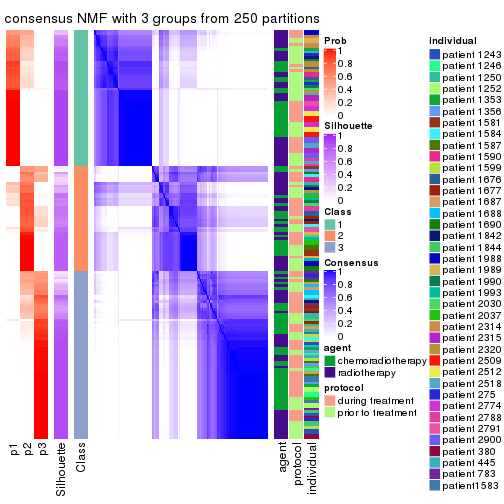 consensus NMF with 3 groups from 250 partitions
p1
p2
p3
Silhouette
Class
agent
protocol
individual
Prob
1
0.8
0.6
0.4
0.2
0
Silhouette
1
0.8
0.6
0.4
0.2
0
Class
1
2
3
Consensus
1
0.8
0.6
0.4
0.2
0
agent
chemoradiotherapy
radiotherapy
protocol
during treatment
prior to treatment
individual
patient 1243
patient 1246
patient 1250
patient 1252
patient 1353
patient 1356
patient 1581
patient 1584
patient 1587
patient 1590
patient 1599
patient 1676
patient 1677
patient 1687
patient 1688
patient 1690
patient 1842
patient 1844
patient 1988
patient 1989
patient 1990
patient 1993
patient 2030
patient 2037
patient 2314
patient 2315
patient 2320
patient 2509
patient 2512
patient 2518
patient 275
patient 2774
patient 2788
patient 2791
patient 2900
patient 380
patient 445
patient 783
patient1583